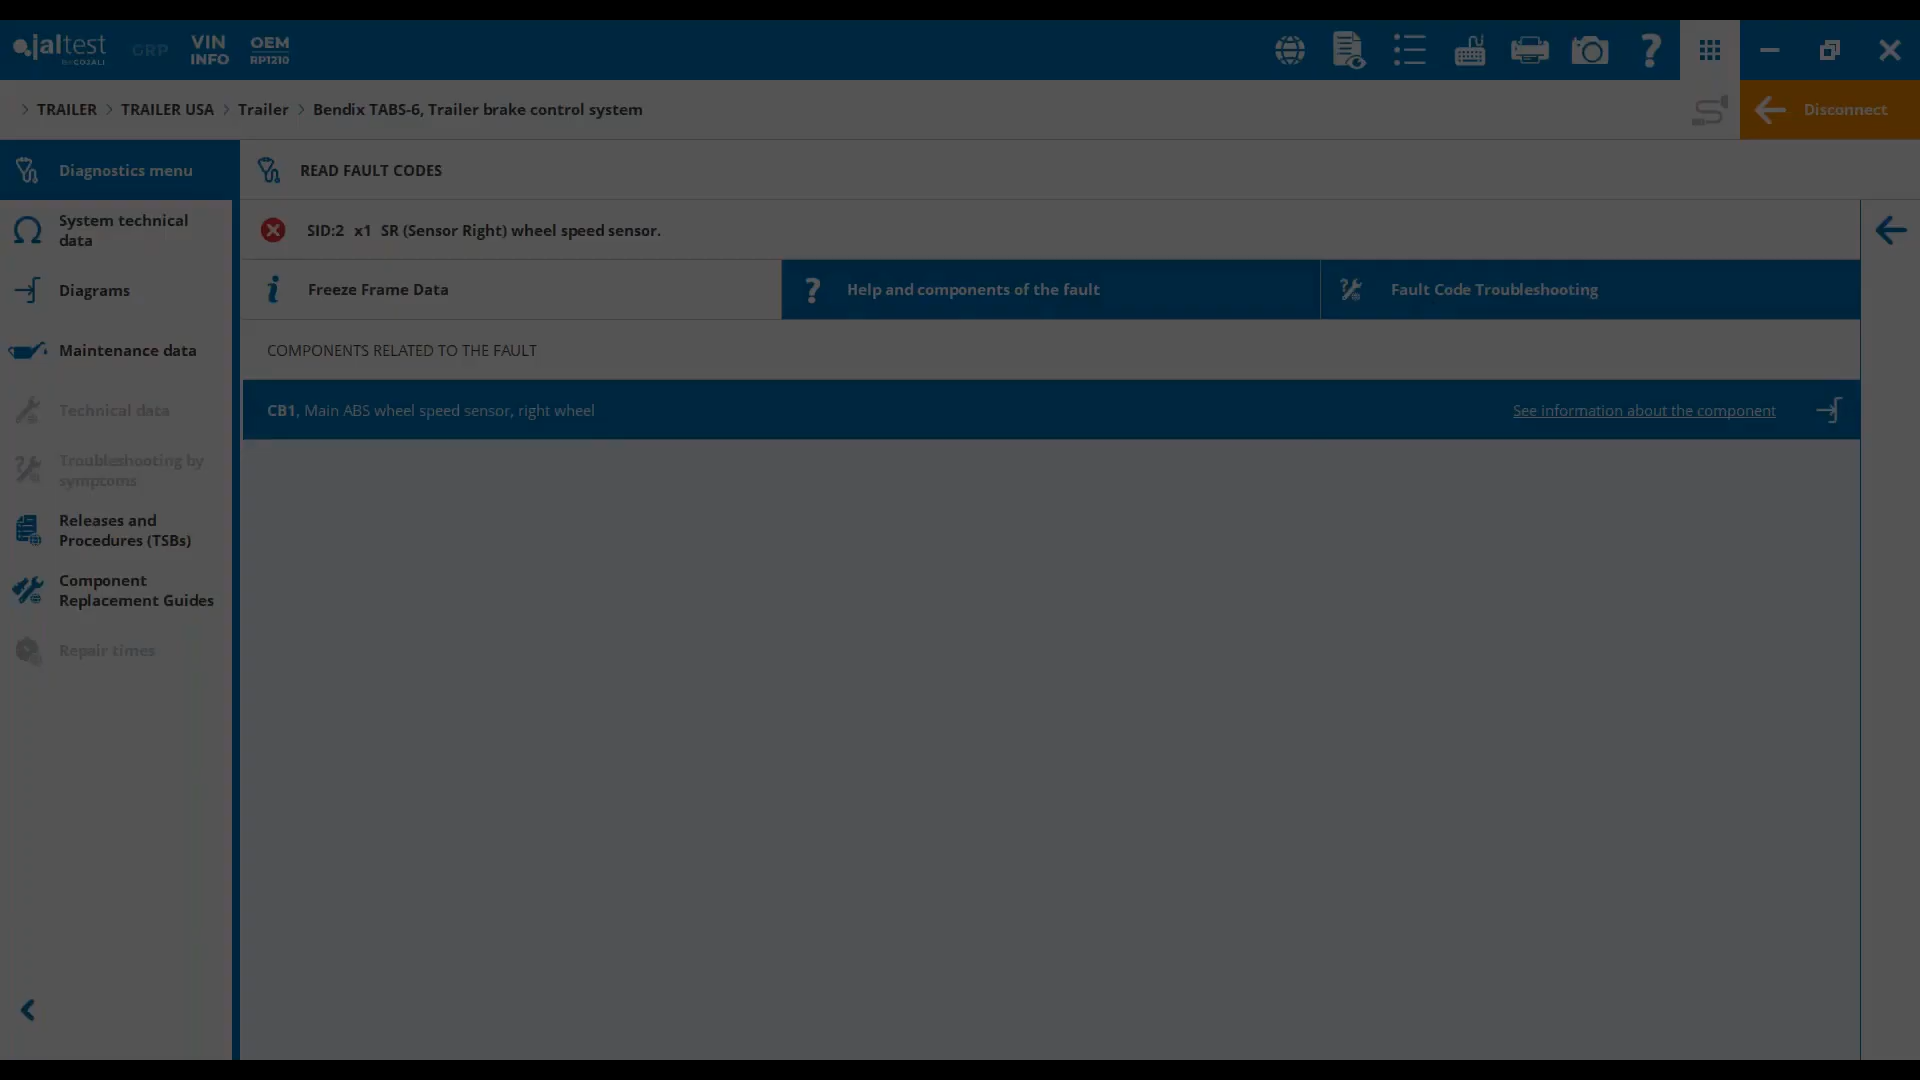 jaltest
BY COJALI
GRP
VIN
INFO
OEM
RP1210
> TRAILER > TRAILER USA > Trailer > Bendix TABS-6, Trailer brake control system
Disconnect
Diagnostics menu
READ FAULT CODES
System technical
data
SID:2 x1 SR (Sensor Right) wheel speed sensor.
Diagrams
Freeze Frame Data
Help and components of the fault
Fault Code Troubleshooting
Maintenance data
COMPONENTS RELATED TO THE FAULT
Technical data
CB1, Main ABS wheel speed sensor, right wheel
See information about the component
Troubleshooting by
symptoms
Releases and
Procedures (TSBs)
Component
Replacement Guides
Repair times